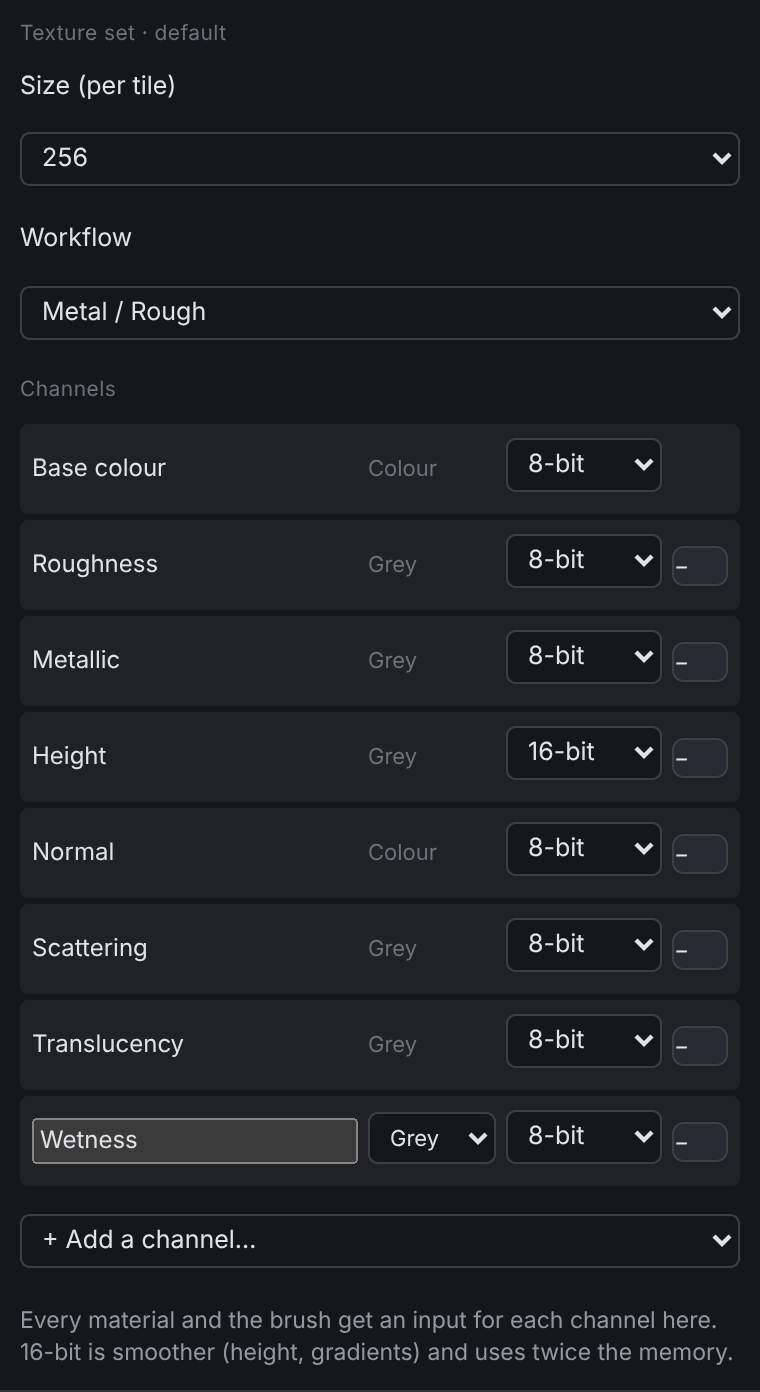 Texture set · default
Size (per tile)
256
Workflow
Metal / Rough
Channels
Base colour Colour 8-bit
Roughness Grey 8-bit –
Metallic Grey 8-bit –
Height Grey 16-bit –
Normal Colour 8-bit –
Scattering Grey 8-bit –
Translucency Grey 8-bit –
Wetness Grey 8-bit –
+ Add a channel...
Every material and the brush get an input for each channel here.
16-bit is smoother (height, gradients) and uses twice the memory.